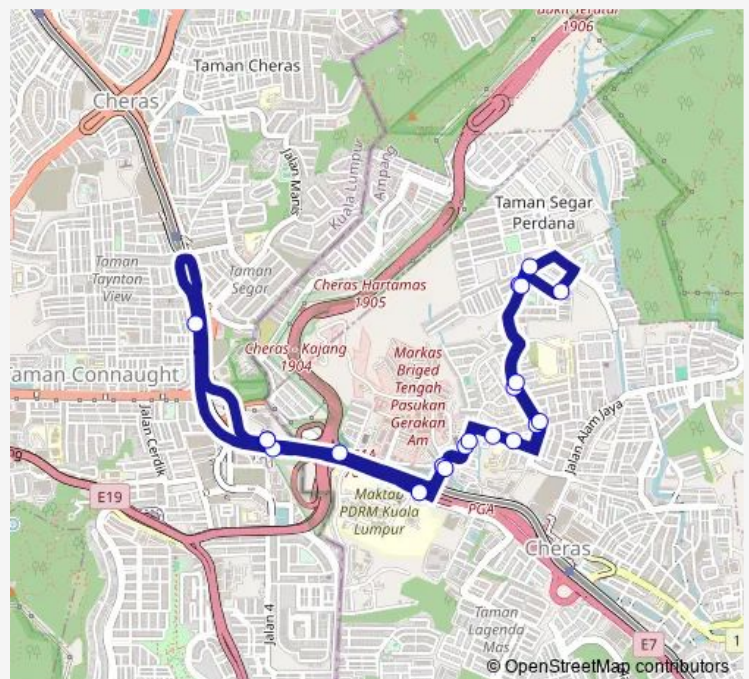 Bukit Teratai
1906
Taman Cheras
Cheras
Jalan Manis
Kuala Lumpur
Ampang
Taman Segar
Perdana
Taman
Taynton
View
Taman
Segar
Cheras Hartamas
1905
Cheras - Kajang
1904
Markas
Briged
Tengah
Pasukan
Gerakan
Am
Taman Connaught
Jalan Cerdik
Jalan Alam Jaya
E19
Maktab
PDRM Kuala
Lumpur
PGA
Cheras
Jalan 4
Taman
Lagenda
Mas
E7
1
© OpenStreetMap contributors